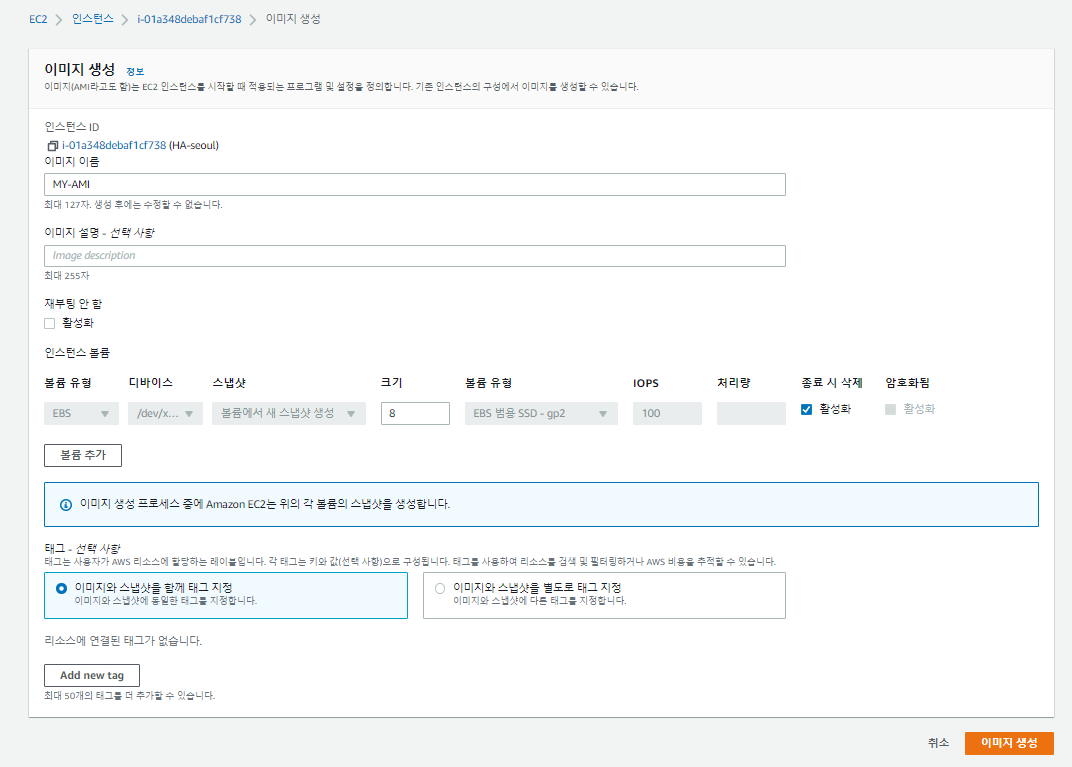 EC2 > 인스턴스 > i-01a348debaf1cf738 > 이미지 생성
이미지 생성 정보
이미지(AMI라고도 함)는 EC2 인스턴스를 시작할 때 적용되는 프로그램 및 설정을 정의합니다. 기존 인스턴스의 구성에서 이미지를 생성할 수 있습니다.
인스턴스 ID
i-01a348debaf1cf738 (HA-seoul)
이미지 이름
MY-AMI
최대 127자. 생성 후에는 수정할 수 없습니다.
이미지 설명 - 선택 사항
Image description
최대 255자
재부팅 안 함
활성화
인스턴스 볼륨
볼륨 유형 디바이스 스냅샷 크기 볼륨 유형 IOPS 처리량 종료 시 삭제 암호화됨
EBS /dev/x... 볼륨에서 새 스냅샷 생성 8 EBS 범용 SSD - gp2 100 활성화 활성화
볼륨 추가
이미지 생성 프로세스 중에 Amazon EC2는 위의 각 볼륨의 스냅샷을 생성합니다.
태그 - 선택 사항
태그는 사용자가 AWS 리소스에 할당하는 레이블입니다. 각 태그는 키와 값(선택 사항)으로 구성됩니다. 태그를 사용하여 리소스를 검색 및 필터링하거나 AWS 비용을 추적할 수 있습니다.
이미지와 스냅샷을 함께 태그 지정 이미지와 스냅샷을 별도로 태그 지정
이미지와 스냅샷에 동일한 태그를 지정합니다. 이미지와 스냅샷에 다른 태그를 지정합니다.
리소스에 연결된 태그가 없습니다.
Add new tag
최대 50개의 태그를 더 추가할 수 있습니다.
취소 이미지 생성